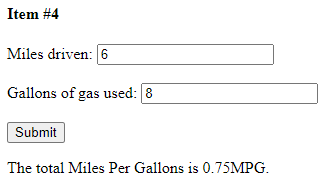 Item #4
Miles driven: 6
Gallons of gas used: 8
Submit
The total Miles Per Gallons is 0.75MPG.